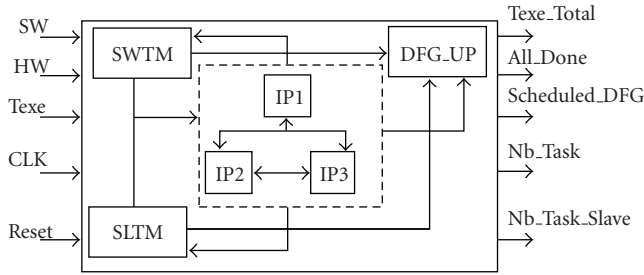 SW
HW
Texe
CLK
Reset
SWTM
DFG_UP
IP1
IP2
IP3
SLTM
Texe_Total
All_Done
Scheduled_DFG
Nb_Task
Nb_Task_Slave